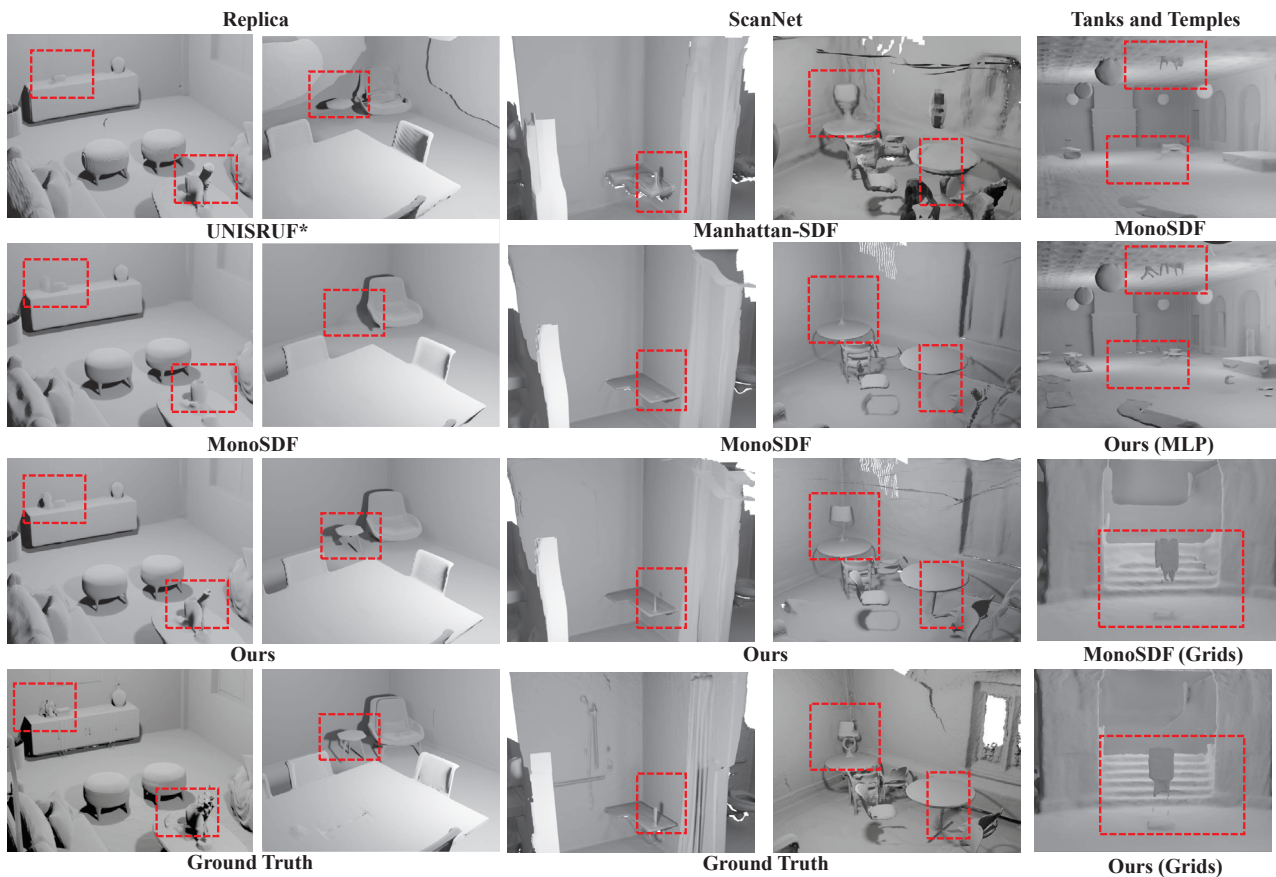 Replica
ScanNet
Tanks and Temples
UNISRUF*
Manhattan-SDF
MonoSDF
MonoSDF
MonoSDF
Ours (MLP)
Ours
Ours
MonoSDF (Grids)
Ground Truth
Ground Truth
Ours (Grids)